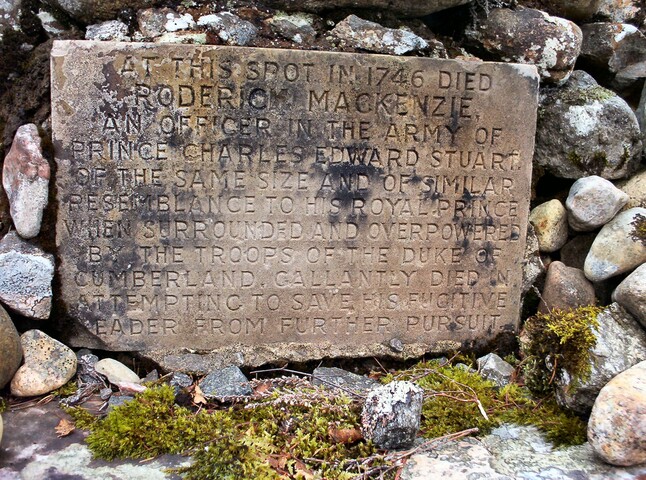 AT THIS SPOT IN 1746 DIED
RODERICK MACKENZIE,
AN OFFICER IN THE ARMY OF
PRINCE CHARLES EDWARD STUART
OF THE SAME SIZE AND OF SIMILAR
RESEMBLANCE TO HIS ROYAL PRINCE
WHEN SURROUNDED AND OVERPOWERED
BY THE TROOPS OF THE DUKE OF
CUMBERLAND, GALLANTLY DIED IN
ATTEMPTING TO SAVE HIS FUGITIVE
LEADER FROM FURTHER PURSUIT.